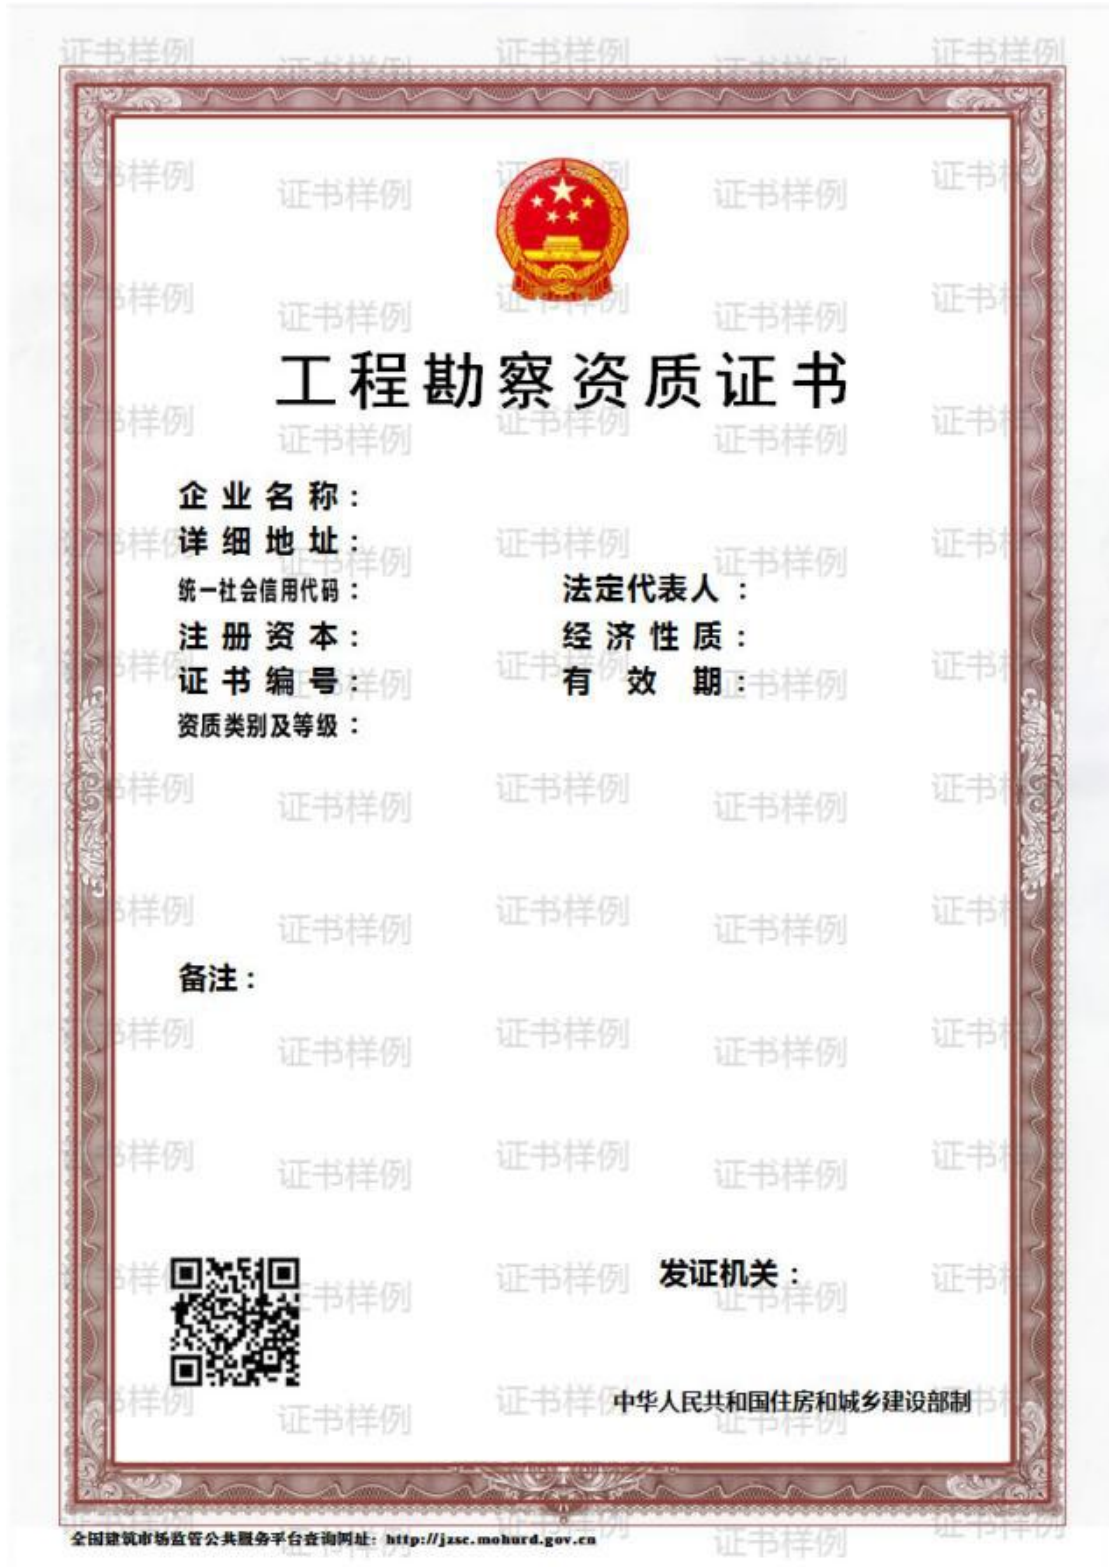 证书样例
工程勘察资质证书
企业名称：
详细地址：
统一社会信用代码： 法定代表人：
注册资本： 经济性质：
证书编号： 有效期：
资质类别及等级：
备注：
发证机关：
中华人民共和国住房和城乡建设部制
全国建筑市场监管公共服务平台查询网址：http://jzsc.mohurd.gov.cn